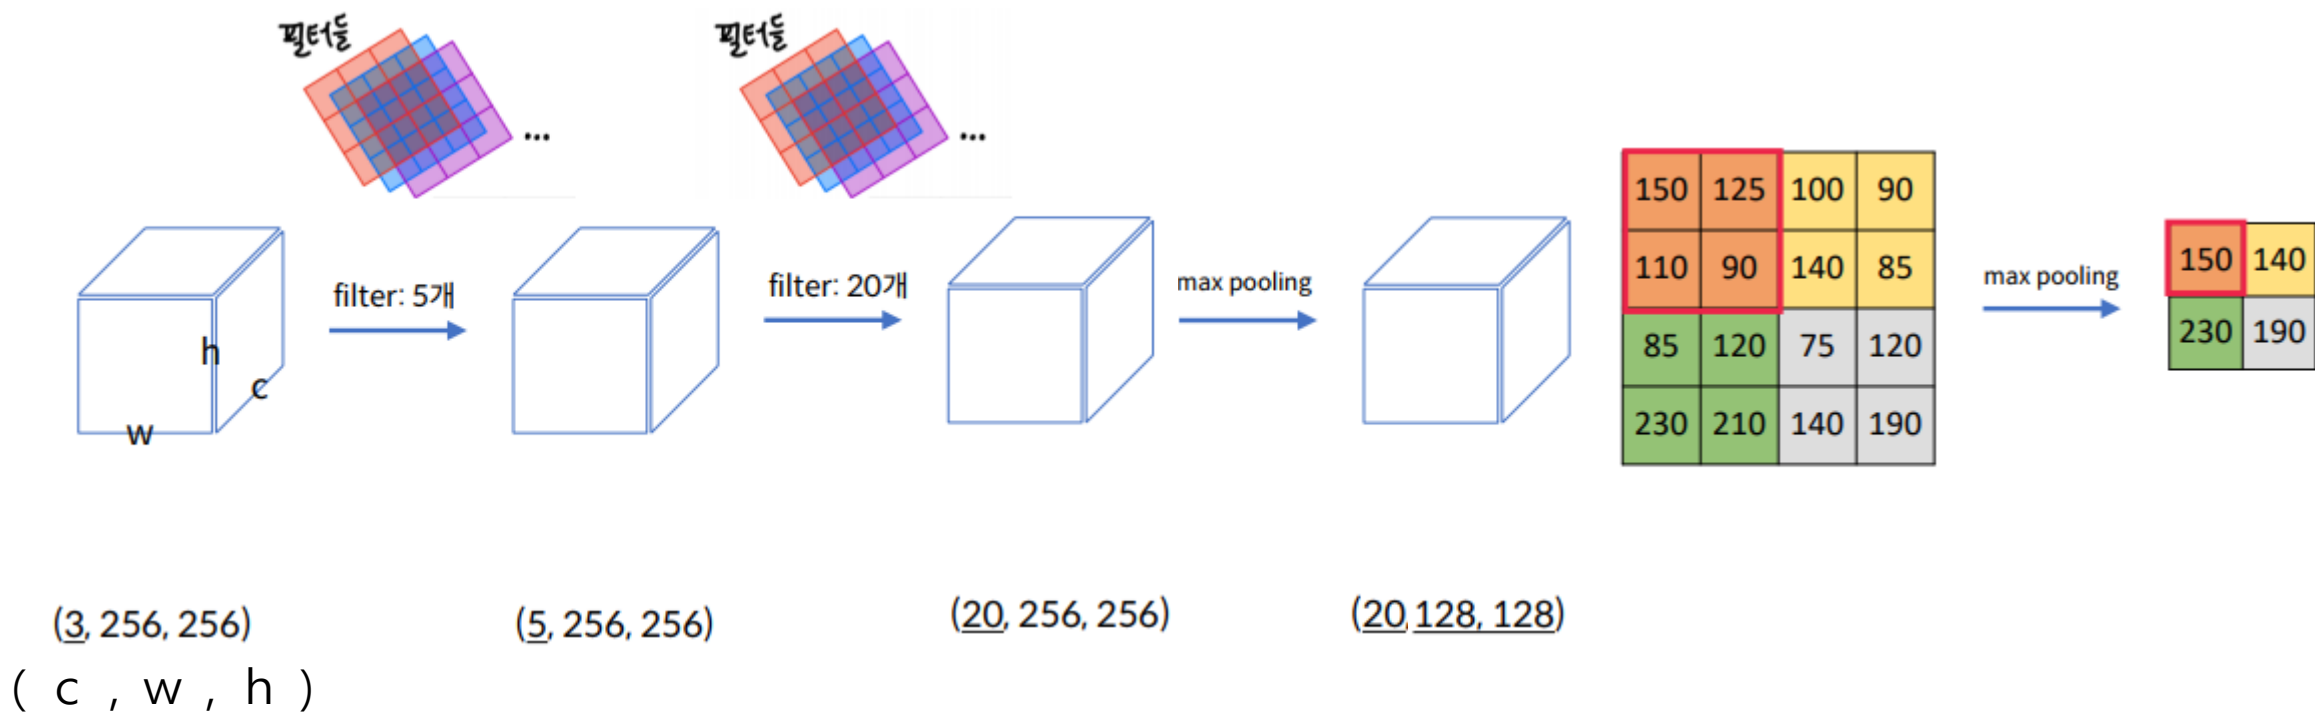 필터들
...
필터들
...
filter: 5개
filter: 20개
max pooling
max pooling
h
c
w
150 125 100 90
110 90 140 85
85 120 75 120
230 210 140 190
150 140
230 190
(3, 256, 256)
(5, 256, 256)
(20, 256, 256)
(20, 128, 128)
( c , w , h )